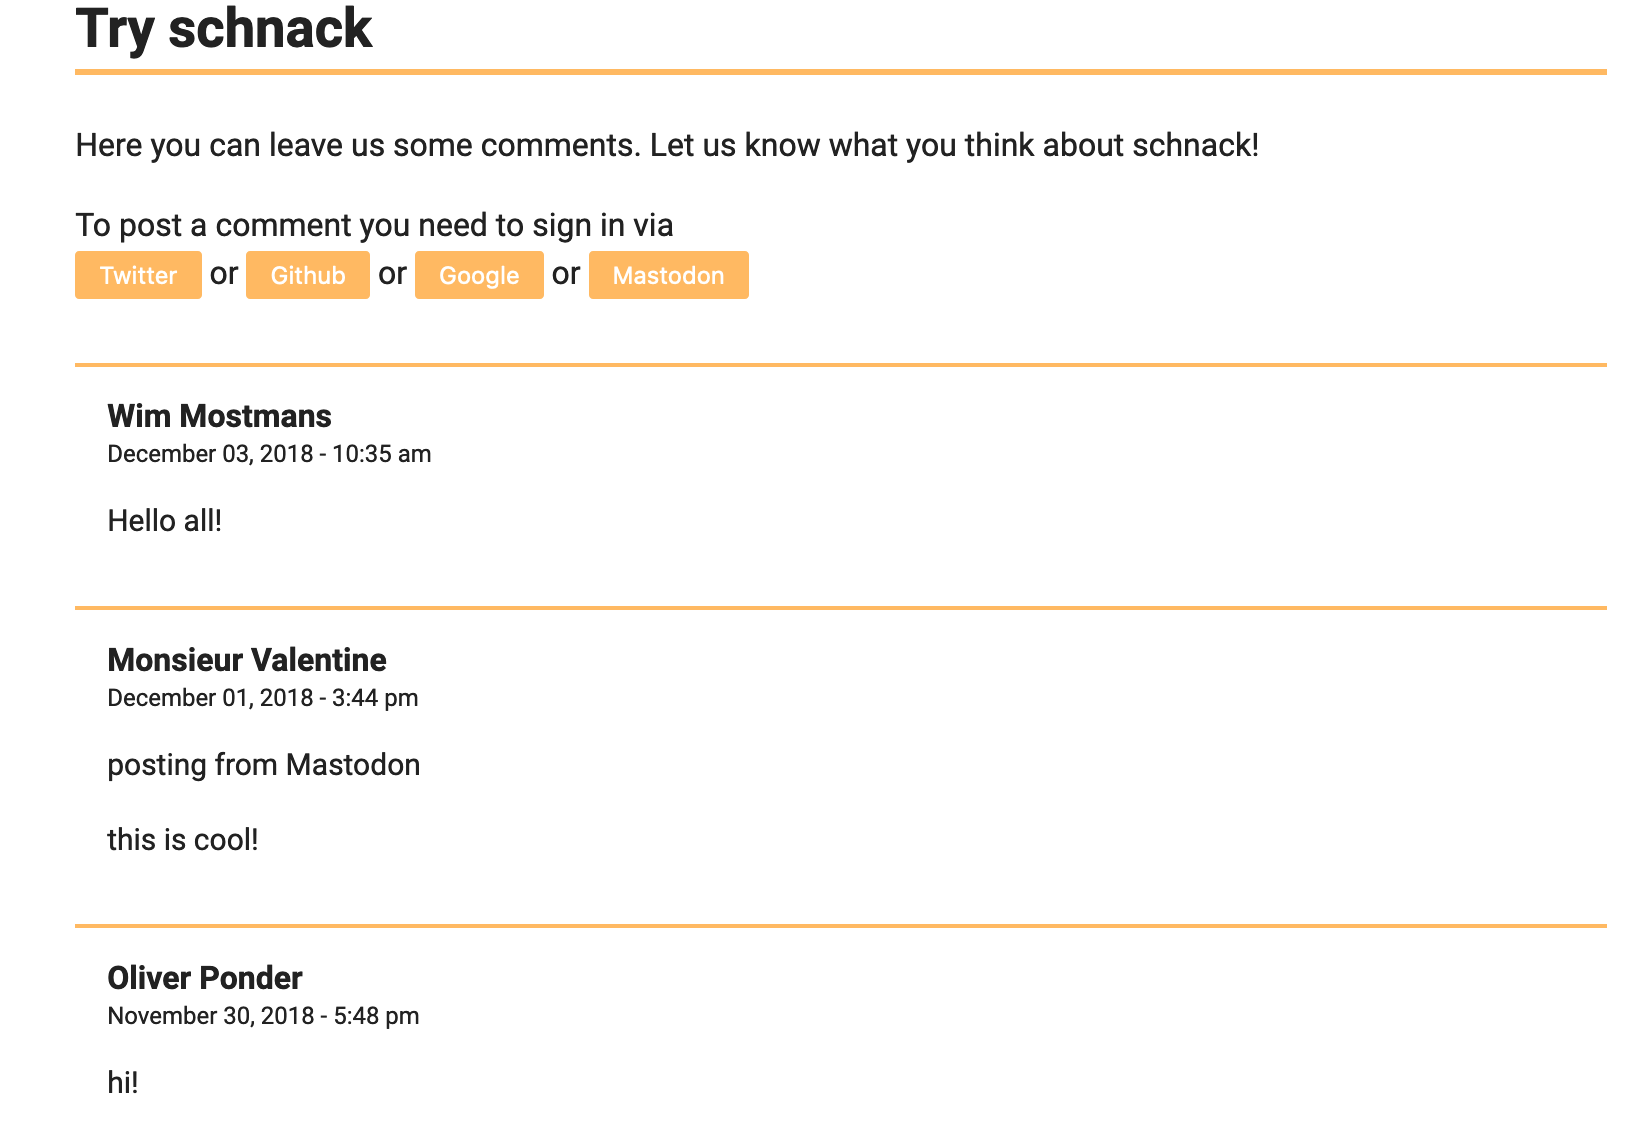 Try schnack
Here you can leave us some comments. Let us know what you think about schnack!
To post a comment you need to sign in via
Twitter or Github or Google or Mastodon
Wim Mostmans
December 03, 2018 - 10:35 am
Hello all!
Monsieur Valentine
December 01, 2018 - 3:44 pm
posting from Mastodon
this is cool!
Oliver Ponder
November 30, 2018 - 5:48 pm
hi!